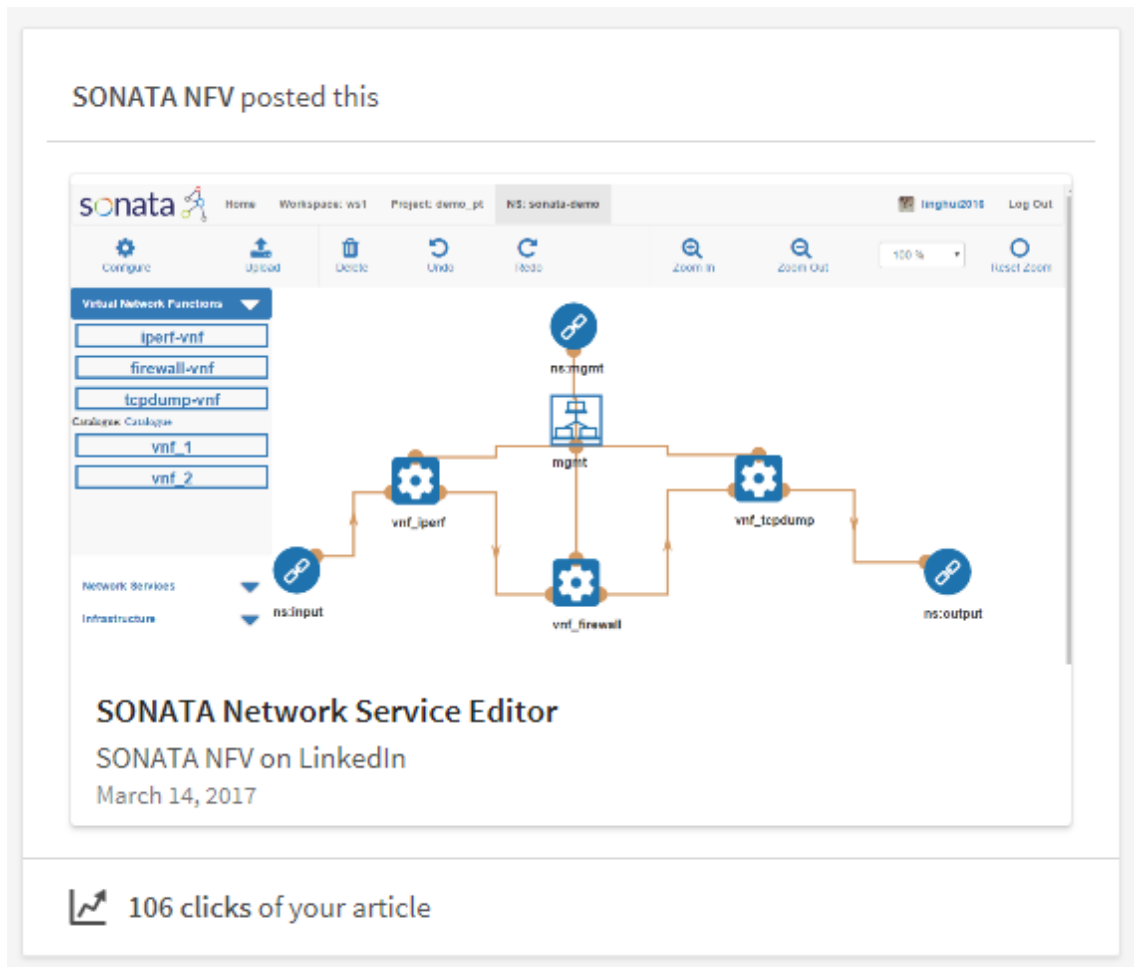 SONATA NFV posted this
sonata Home Workspace: ws1 Project: demo_pt NS: sonata-demo linghui2016 Log Out
Configure Upload Delete Undo Redo Zoom In Zoom Out 100 % Reset Zoom
Virtual Network Functions
iperf-vnf
firewall-vnf
tcpdump-vnf
Catalogue: Catalogue
vnf_1
vnf_2
Network Services
Infrastructure
ns:mgmt
mgmt
vnf_iperf
vnf_tcpdump
ns:input
vnf_firewall
ns:output
SONATA Network Service Editor
SONATA NFV on LinkedIn
March 14, 2017
106 clicks of your article